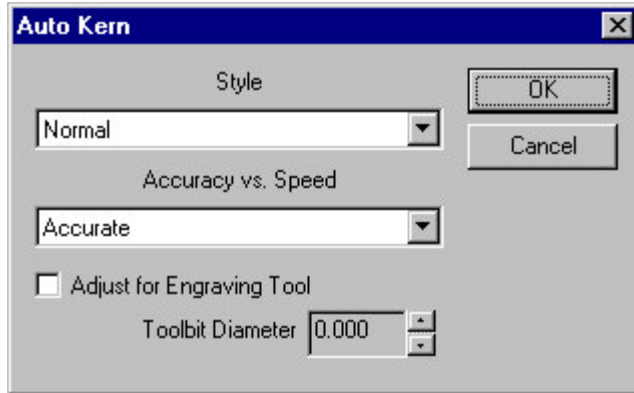 Auto Kern
Style
OK
Normal
Cancel
Accuracy vs. Speed
Accurate
Adjust for Engraving Tool
Toolbit Diameter 0.000